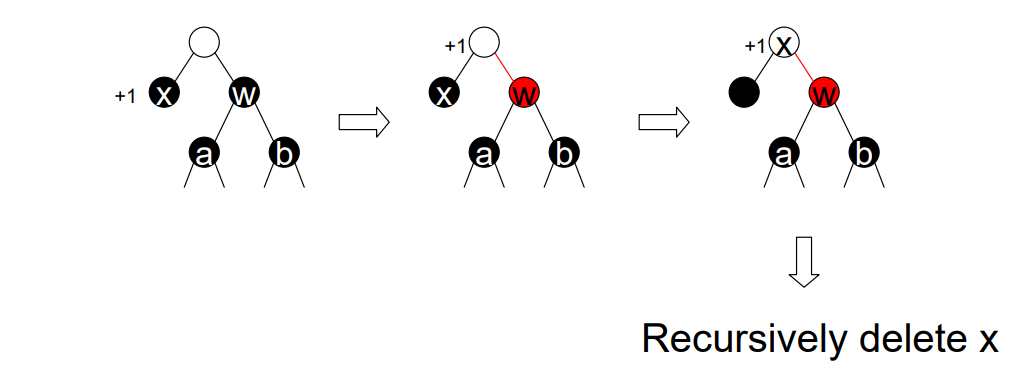 +1 x w
a b
+1
x w
a b
+1 x
w
a b
Recursively delete x